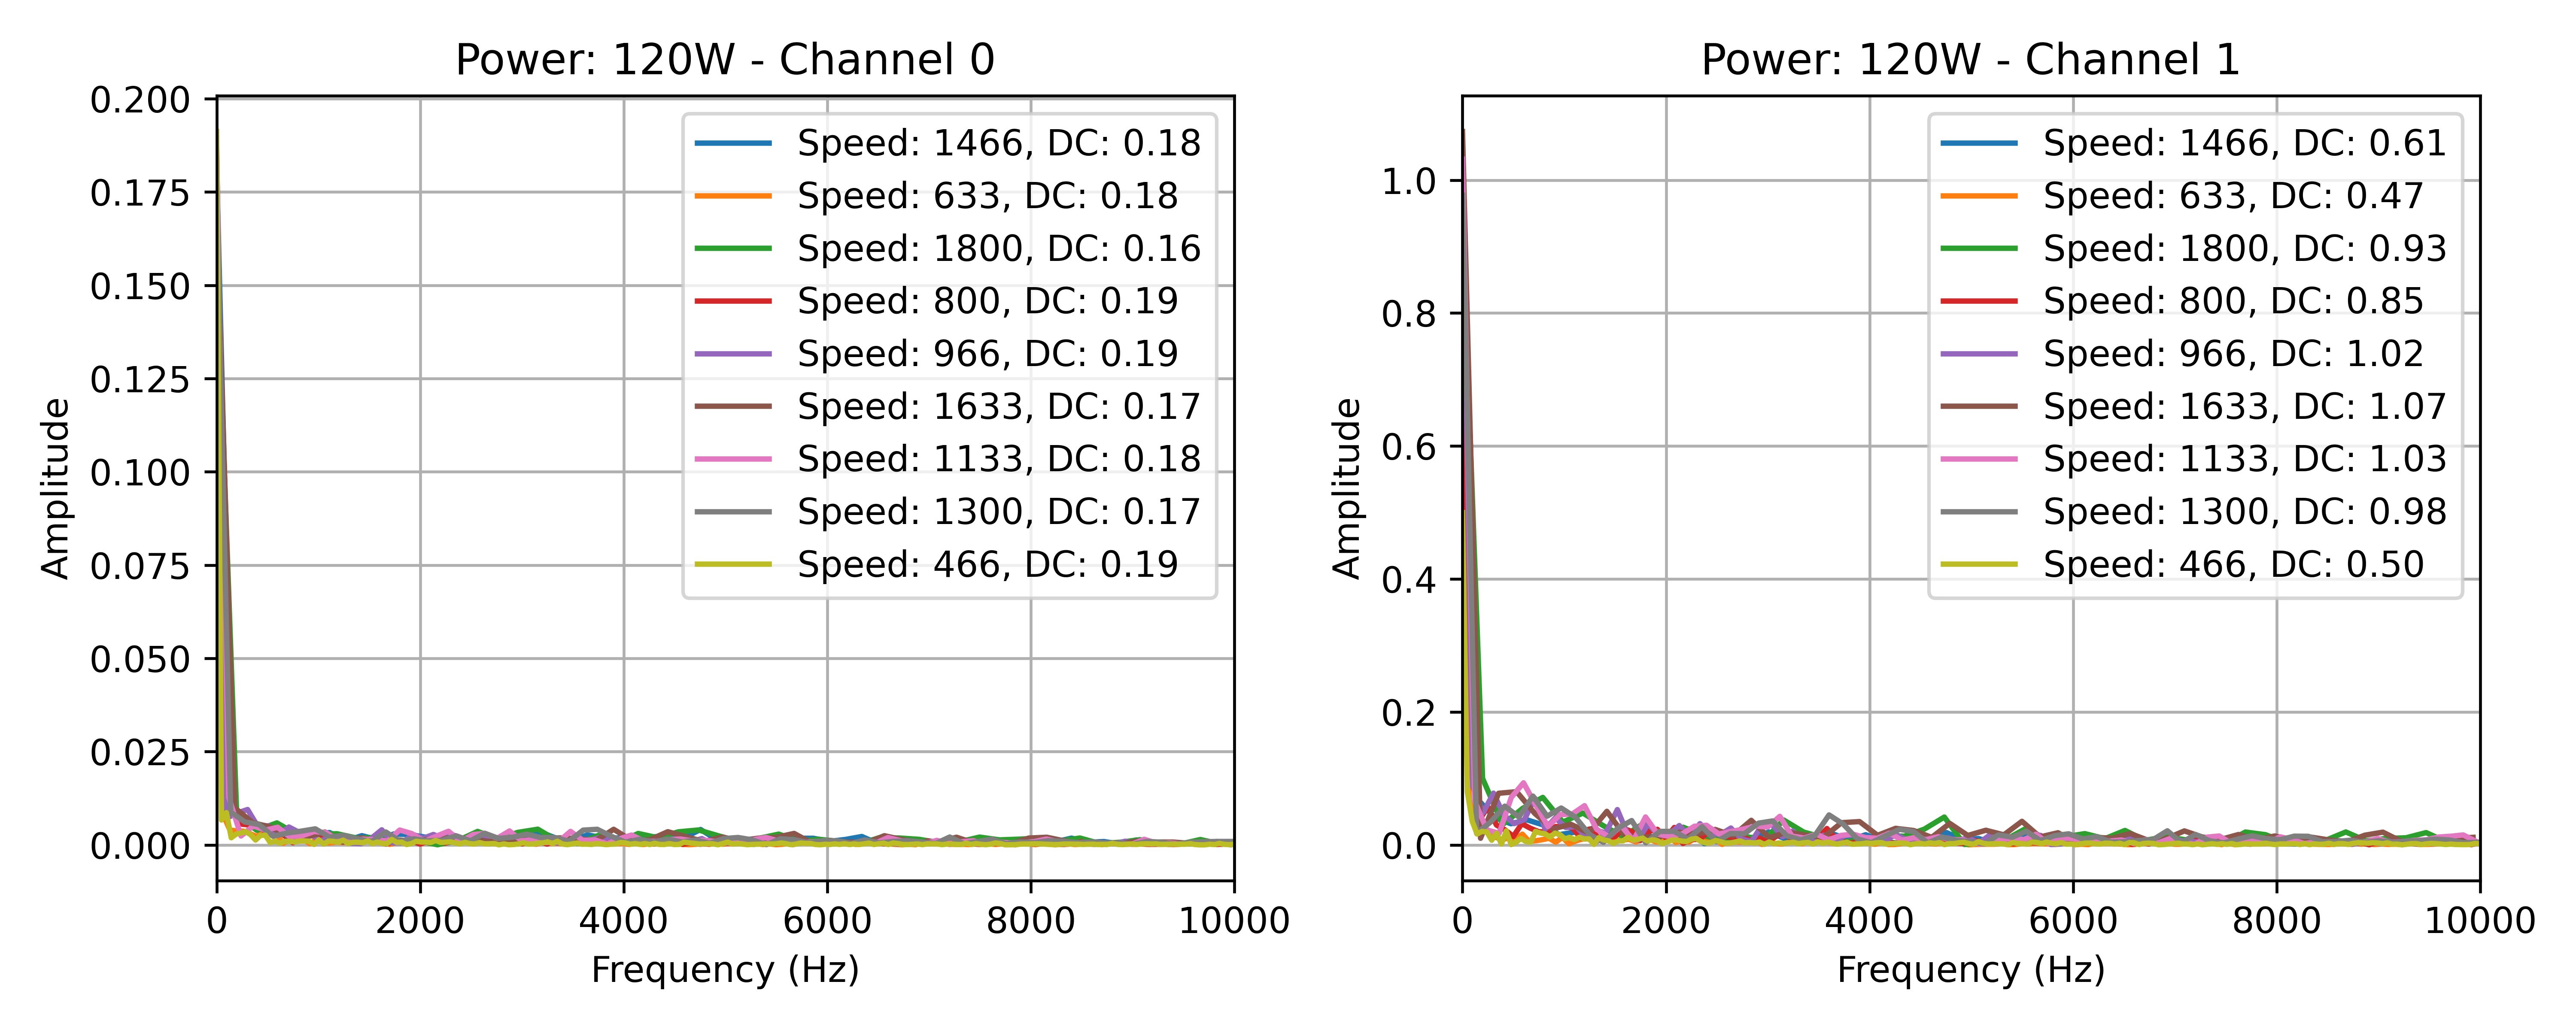 Power: 120W - Channel 0
0.200
0.175
0.150
0.125
0.100
0.075
0.050
0.025
0.000
Amplitude
0
2000
4000
6000
8000
10000
Frequency (Hz)
Speed: 1466, DC: 0.18
Speed: 633, DC: 0.18
Speed: 1800, DC: 0.16
Speed: 800, DC: 0.19
Speed: 966, DC: 0.19
Speed: 1633, DC: 0.17
Speed: 1133, DC: 0.18
Speed: 1300, DC: 0.17
Speed: 466, DC: 0.19
Power: 120W - Channel 1
1.0
0.8
0.6
0.4
0.2
0.0
Amplitude
0
2000
4000
6000
8000
10000
Frequency (Hz)
Speed: 1466, DC: 0.61
Speed: 633, DC: 0.47
Speed: 1800, DC: 0.93
Speed: 800, DC: 0.85
Speed: 966, DC: 1.02
Speed: 1633, DC: 1.07
Speed: 1133, DC: 1.03
Speed: 1300, DC: 0.98
Speed: 466, DC: 0.50